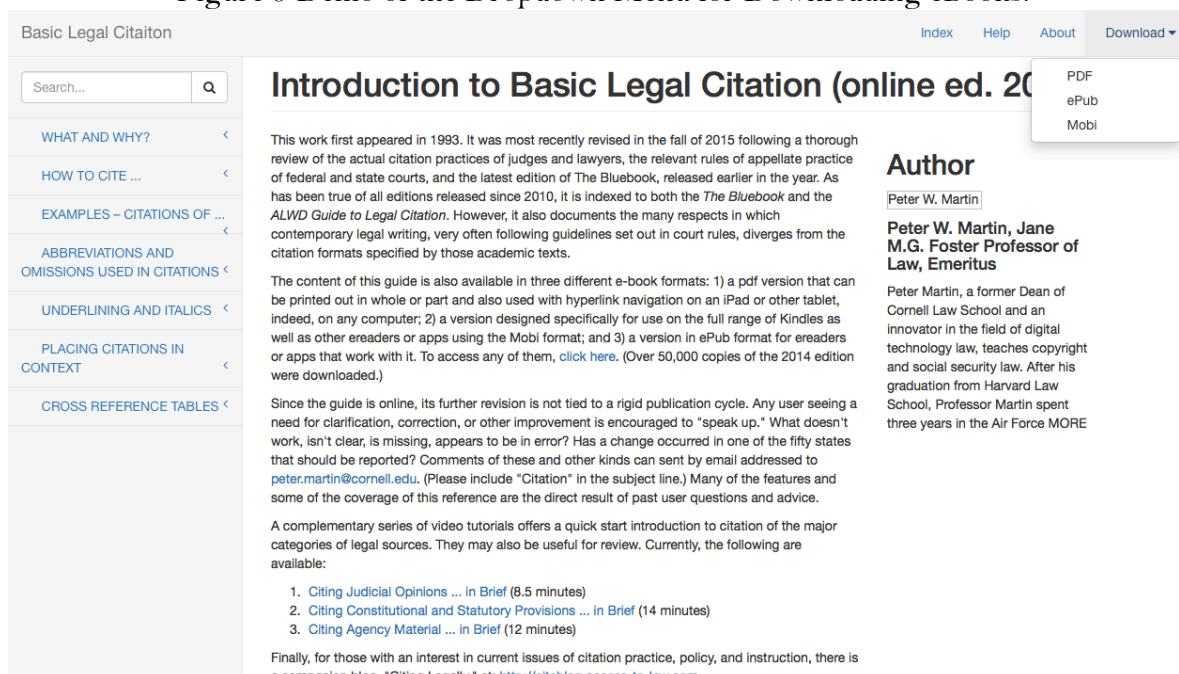 Basic Legal Citaiton
Index Help About Download
PDF
ePub
Mobi
Search...
WHAT AND WHY?
HOW TO CITE ...
EXAMPLES – CITATIONS OF ...
ABBREVIATIONS AND
OMISSIONS USED IN CITATIONS
UNDERLINING AND ITALICS
PLACING CITATIONS IN
CONTEXT
CROSS REFERENCE TABLES
Introduction to Basic Legal Citation (online ed.
This work first appeared in 1993. It was most recently revised in the fall of 2015 following a thorough
review of the actual citation practices of judges and lawyers, the relevant rules of appellate practice
of federal and state courts, and the latest edition of The Bluebook, released earlier in the year. As
has been true of all editions released since 2010, it is indexed to both the The Bluebook and the
ALWD Guide to Legal Citation. However, it also documents the many respects in which
contemporary legal writing, very often following guidelines set out in court rules, diverges from the
citation formats specified by those academic texts.
The content of this guide is also available in three different e-book formats: 1) a pdf version that can
be printed out in whole or part and also used with hyperlink navigation on an iPad or other tablet,
indeed, on any computer; 2) a version designed specifically for use on the full range of Kindles as
well as other ereaders or apps using the Mobi format; and 3) a version in ePub format for ereaders
or apps that work with it. To access any of them, click here. (Over 50,000 copies of the 2014 edition
were downloaded.)
Since the guide is online, its further revision is not tied to a rigid publication cycle. Any user seeing a
need for clarification, correction, or other improvement is encouraged to "speak up." What doesn't
work, isn't clear, is missing, appears to be in error? Has a change occurred in one of the fifty states
that should be reported? Comments of these and other kinds can sent by email addressed to
peter.martin@cornell.edu. (Please include "Citation" in the subject line.) Many of the features and
some of the coverage of this reference are the direct result of past user questions and advice.
A complementary series of video tutorials offers a quick start introduction to citation of the major
categories of legal sources. They may also be useful for review. Currently, the following are
available:
1. Citing Judicial Opinions ... in Brief (8.5 minutes)
2. Citing Constitutional and Statutory Provisions ... in Brief (14 minutes)
3. Citing Agency Material ... in Brief (12 minutes)
Finally, for those with an interest in current issues of citation practice, policy, and instruction, there is
Author
Peter W. Martin
Peter W. Martin, Jane
M.G. Foster Professor of
Law, Emeritus
Peter Martin, a former Dean of
Cornell Law School and an
innovator in the field of digital
technology law, teaches copyright
and social security law. After his
graduation from Harvard Law
School, Professor Martin spent
three years in the Air Force MORE